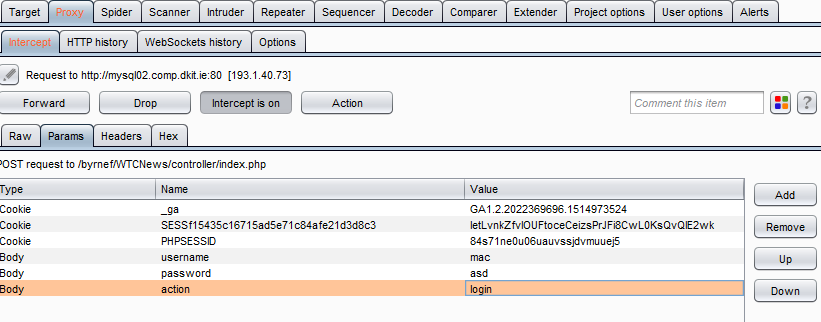 Target Proxy Spider Scanner Intruder Repeater Sequencer Decoder Comparer Extender Project options User options Alerts
Intercept HTTP history WebSockets history Options
Request to http://mysql02.comp.dkit.ie:80 [193.1.40.73]
Forward Drop Intercept is on Action Comment this item ?
Raw Params Headers Hex
POST request to /byrnef/WTCNews/controller/index.php
Type Name Value Add
Cookie _ga GA1.2.2022369696.1514973524
Cookie SESSf15435c16715ad5e71c84afe21d3d8c3 Remove
Cookie PHPSESSID 84s71ne0u06uauvssjdvmuuej5
Body username mac Up
Body password asd
Body action login Down